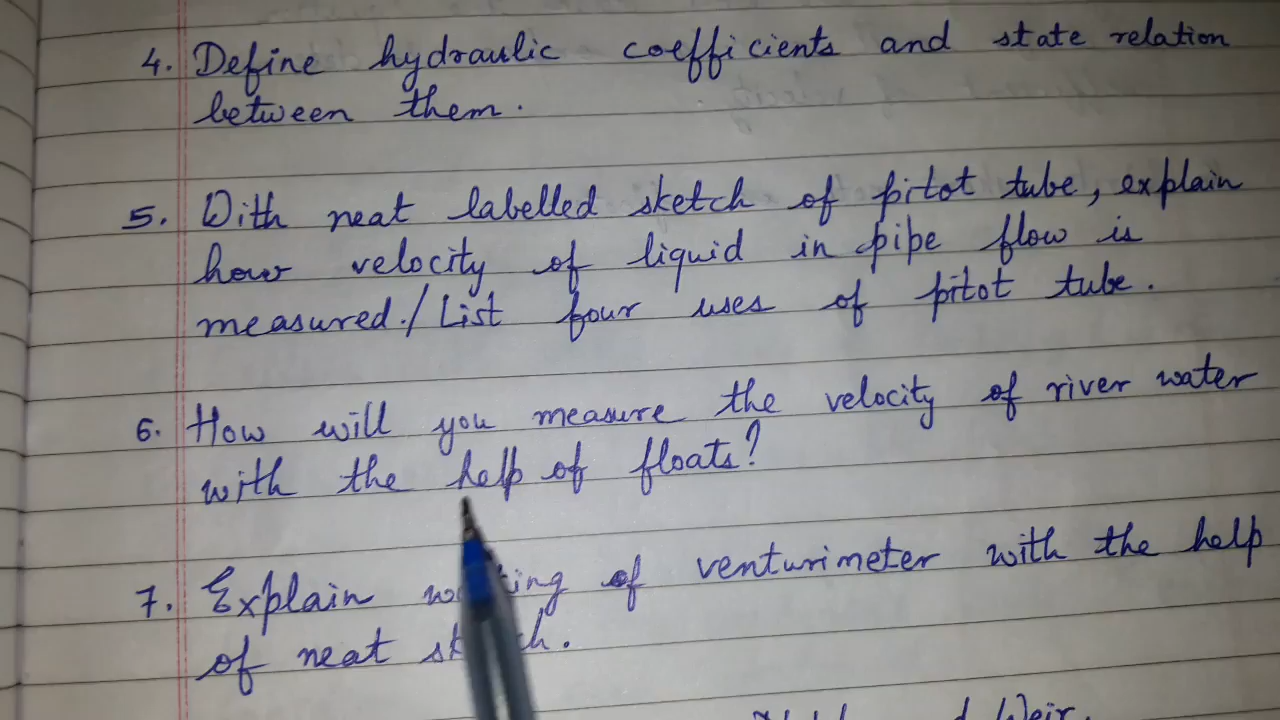 4. Define hydraulic coefficients and state relation
between them.
5. With neat labelled sketch of pitot tube, explain
how velocity of liquid in pipe flow is
measured./List four uses of pitot tube.
6. How will you measure the velocity of river water
with the help of floats?
7. Explain of venturimeter with the help
of neat
Weir.